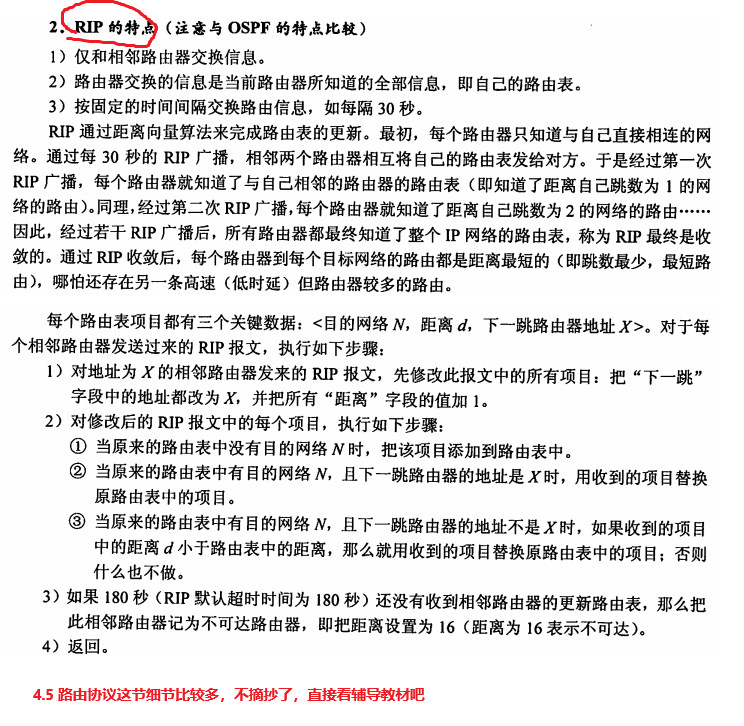 2. RIP 的特点（注意与 OSPF 的特点比较）
1）仅和相邻路由器交换信息。
2）路由器交换的信息是当前路由器所知道的全部信息，即自己的路由表。
3）按固定的时间间隔交换路由信息，如每隔 30 秒。
RIP 通过距离向量算法来完成路由表的更新。最初，每个路由器只知道与自己直接相连的网
络。通过每 30 秒的 RIP 广播，相邻两个路由器相互将自己的路由表发给对方。于是经过第一次
RIP 广播，每个路由器就知道了与自己相邻的路由器的路由表（即知道了距离自己跳数为 1 的网
络的路由）。同理，经过第二次 RIP 广播，每个路由器就知道了距离自己跳数为 2 的网络的路由……
因此，经过若干 RIP 广播后，所有路由器都最终知道了整个 IP 网络的路由表，称为 RIP 最终是收
敛的。通过 RIP 收敛后，每个路由器到每个目标网络的路由都是距离最短的（即跳数最少，最短路
由），哪怕还存在另一条高速（低时延）但路由器较多的路由。
每个路由表项目都有三个关键数据：<目的网络 N，距离 d，下一跳路由器地址 X>。对于每
个相邻路由器发送过来的 RIP 报文，执行如下步骤：
1）对地址为 X 的相邻路由器发来的 RIP 报文，先修改此报文中的所有项目：把“下一跳”
字段中的地址都改为 X，并把所有“距离”字段的值加 1。
2）对修改后的 RIP 报文中的每个项目，执行如下步骤：
① 当原来的路由表中没有目的网络 N 时，把该项目添加到路由表中。
② 当原来的路由表中有目的网络 N，且下一跳路由器的地址是 X 时，用收到的项目替换
原路由表中的项目。
③ 当原来的路由表中有目的网络 N，且下一跳路由器的地址不是 X 时，如果收到的项目
中的距离 d 小于路由表中的距离，那么就用收到的项目替换原路由表中的项目；否则
什么也不做。
3）如果 180 秒（RIP 默认超时时间为 180 秒）还没有收到相邻路由器的更新路由表，那么把
此相邻路由器记为不可达路由器，即把距离设置为 16（距离为 16 表示不可达）。
4）返回。
4.5 路由协议这节细节比较多，不摘抄了，直接看辅导教材吧